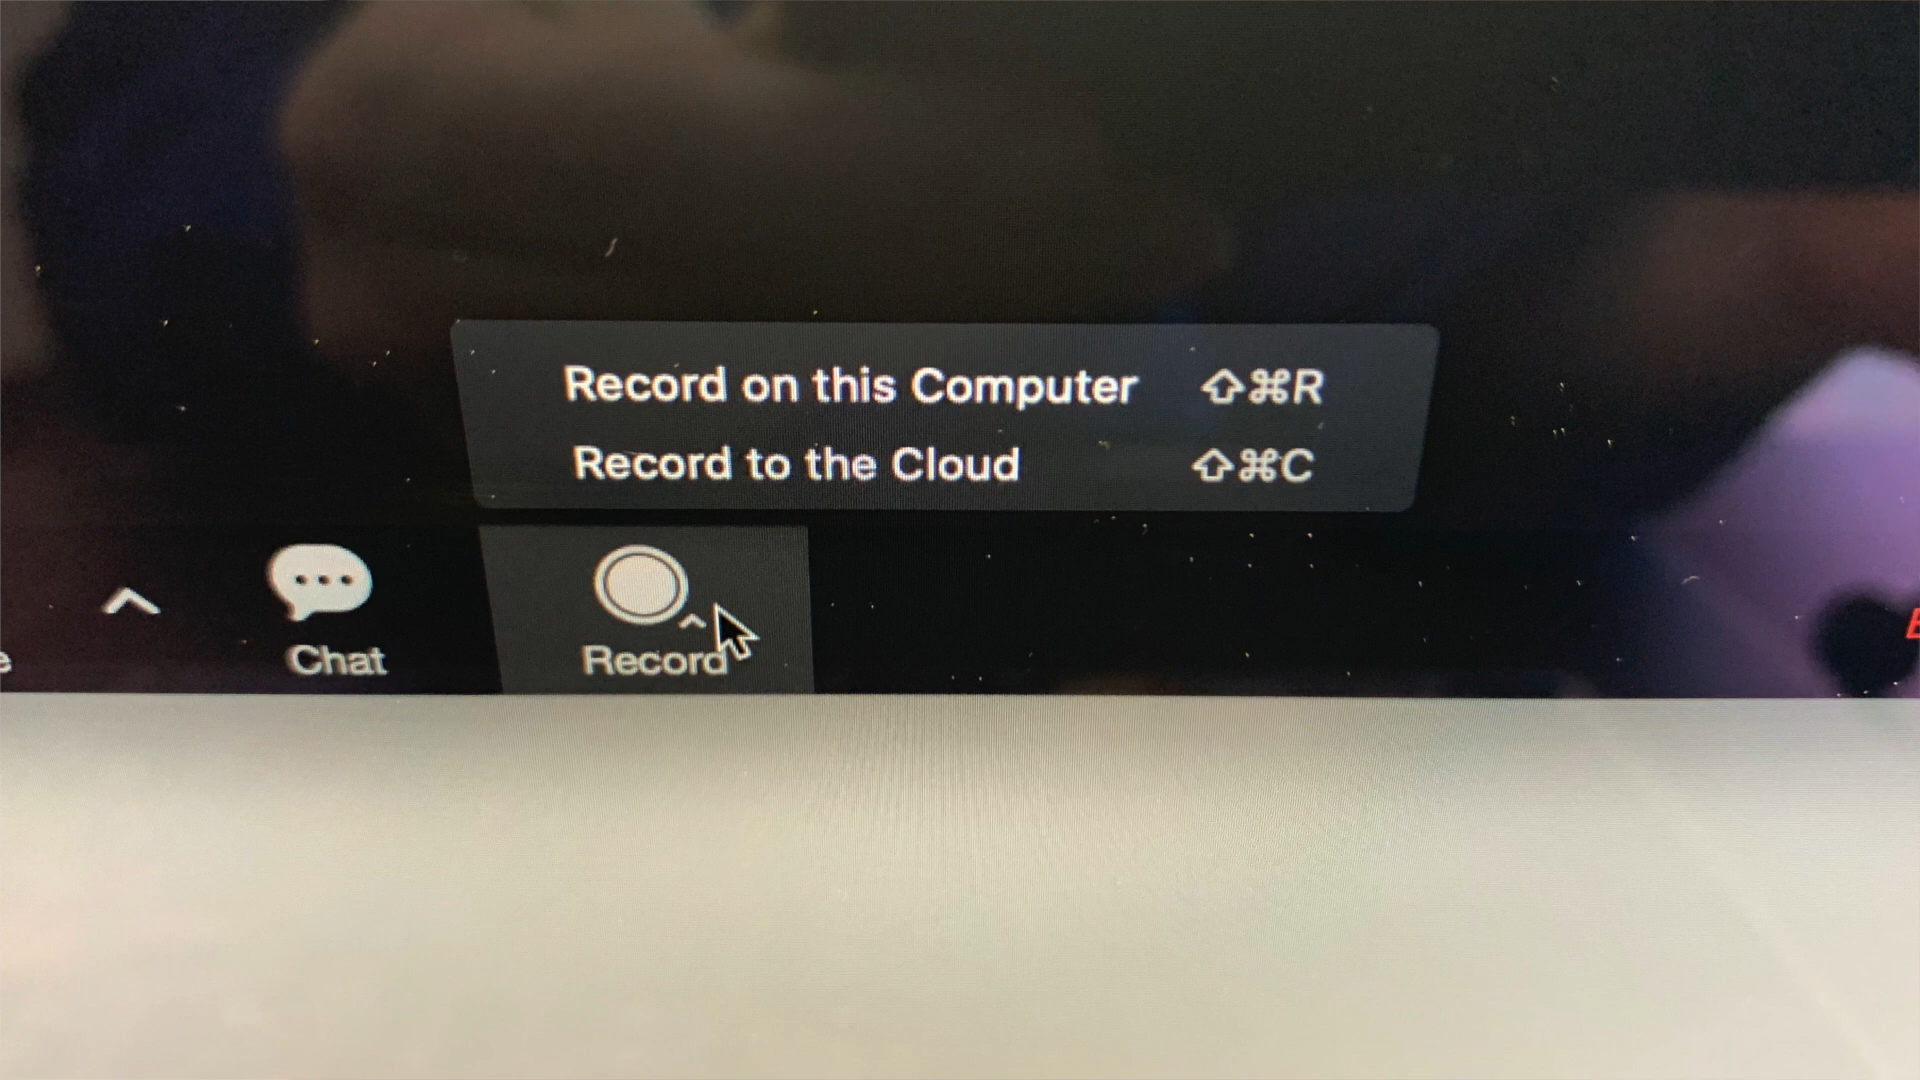 Record on this Computer ⇧⌘R
Record to the Cloud ⇧⌘C
Chat
Record